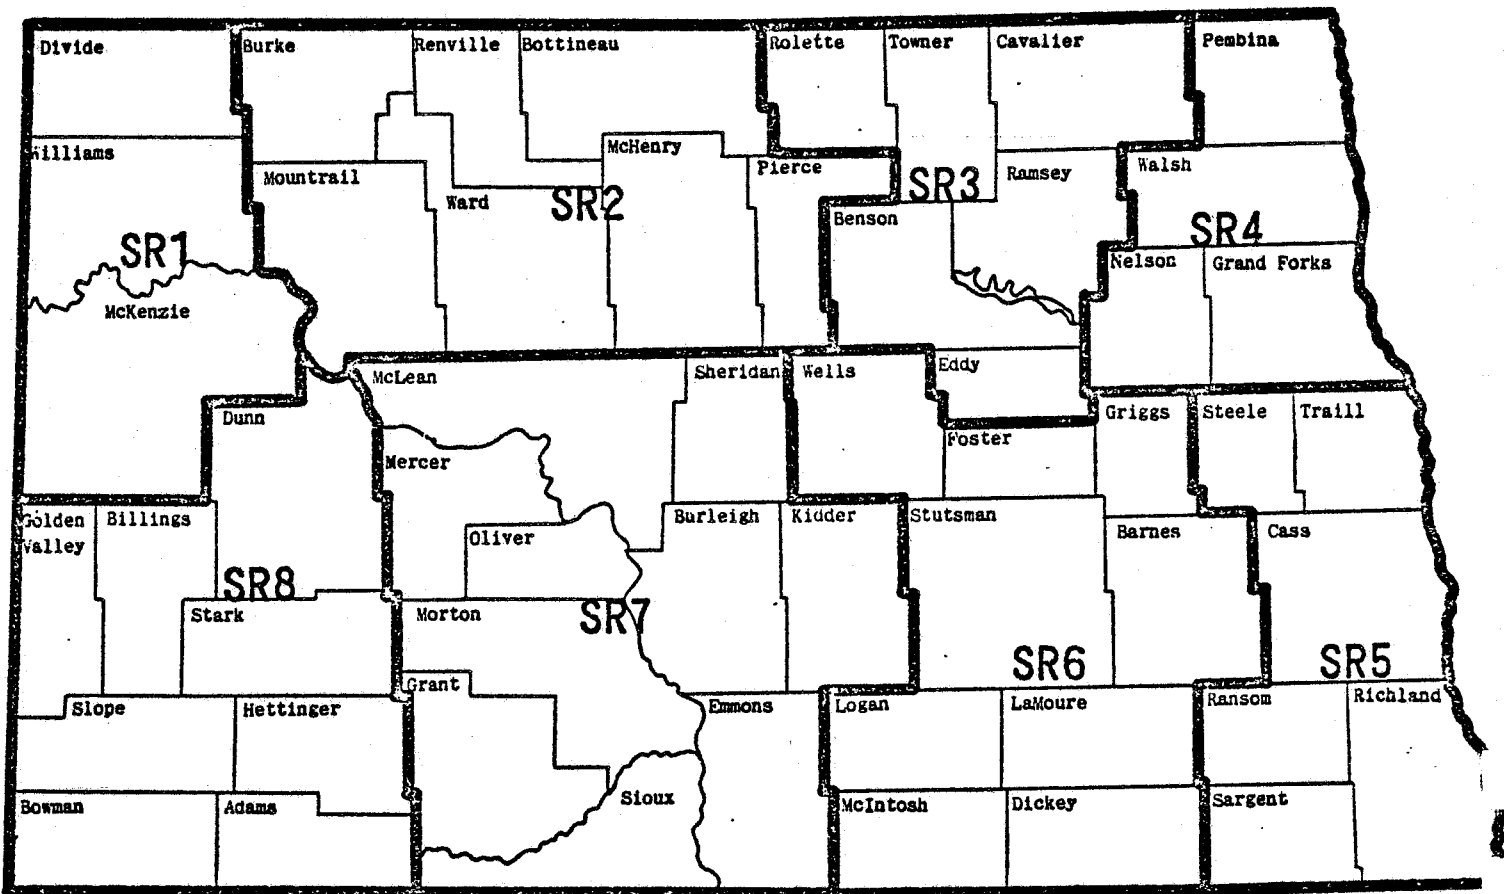 Divide
Burke
Renville
Bottineau
Rolette
Towner
Cavalier
Pembina
Williams
Mountrail
Ward
McHenry
Pierce
Ramsey
Walsh
SR1
SR2
SR3
SR4
Benson
Nelson
Grand Forks
McKenzie
McLean
Sheridan
Wells
Eddy
Dunn
Griggs
Steele
Traill
Mercer
Foster
Golden
Valley
Billings
Oliver
Burleigh
Kidder
Stutsman
Barnes
Cass
SR8
Stark
Morton
SR7
SR6
SR5
Grant
Slope
Hettinger
Emmons
Logan
LaMoure
Ransom
Richland
Bowman
Adams
Sioux
McIntosh
Dickey
Sargent